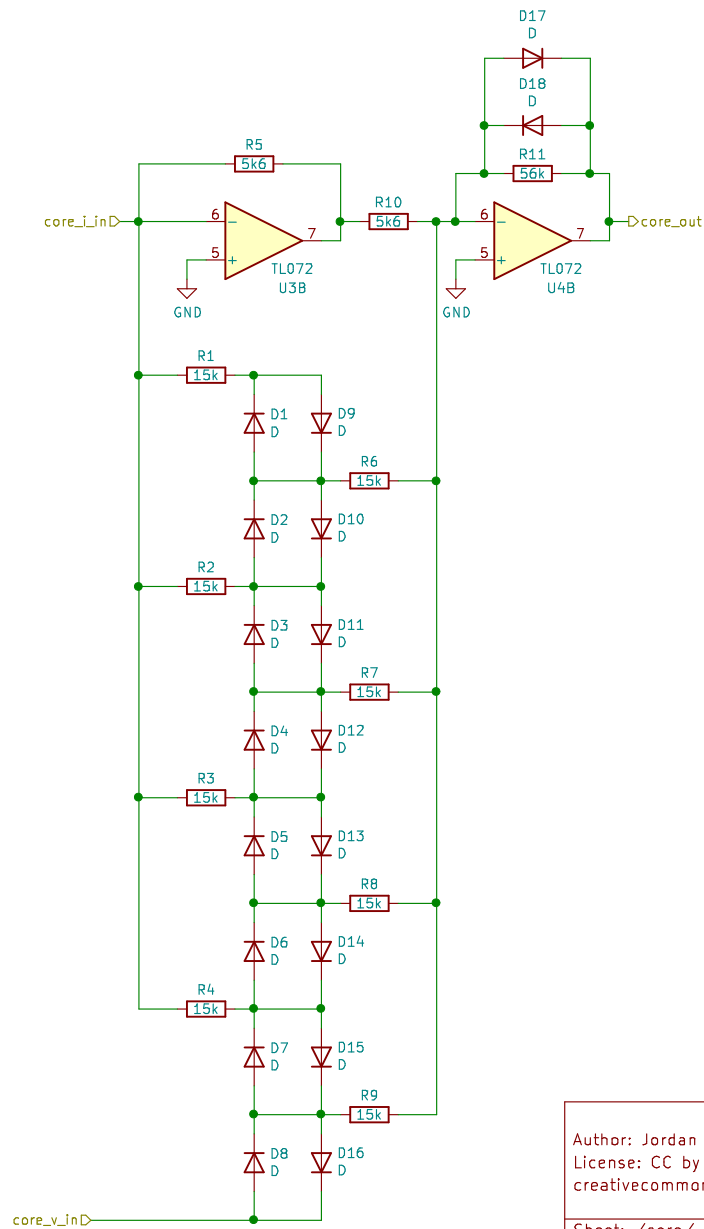 D17
D
D18
D
R5
5k6
R11
56k
R10
5k6
core_i_in
6
−
7
5
+
TL072
U3B
GND
6
−
7
5
+
TL072
U4B
GND
core_out
R1
15k
D1
D
D9
D
R6
15k
D2
D
D10
D
R2
15k
D3
D
D11
D
R7
15k
D4
D
D12
D
R3
15k
D5
D
D13
D
R8
15k
D6
D
D14
D
R4
15k
D7
D
D15
D
R9
15k
D8
D
D16
D
core_v_in
Author: Jordan
License: CC by